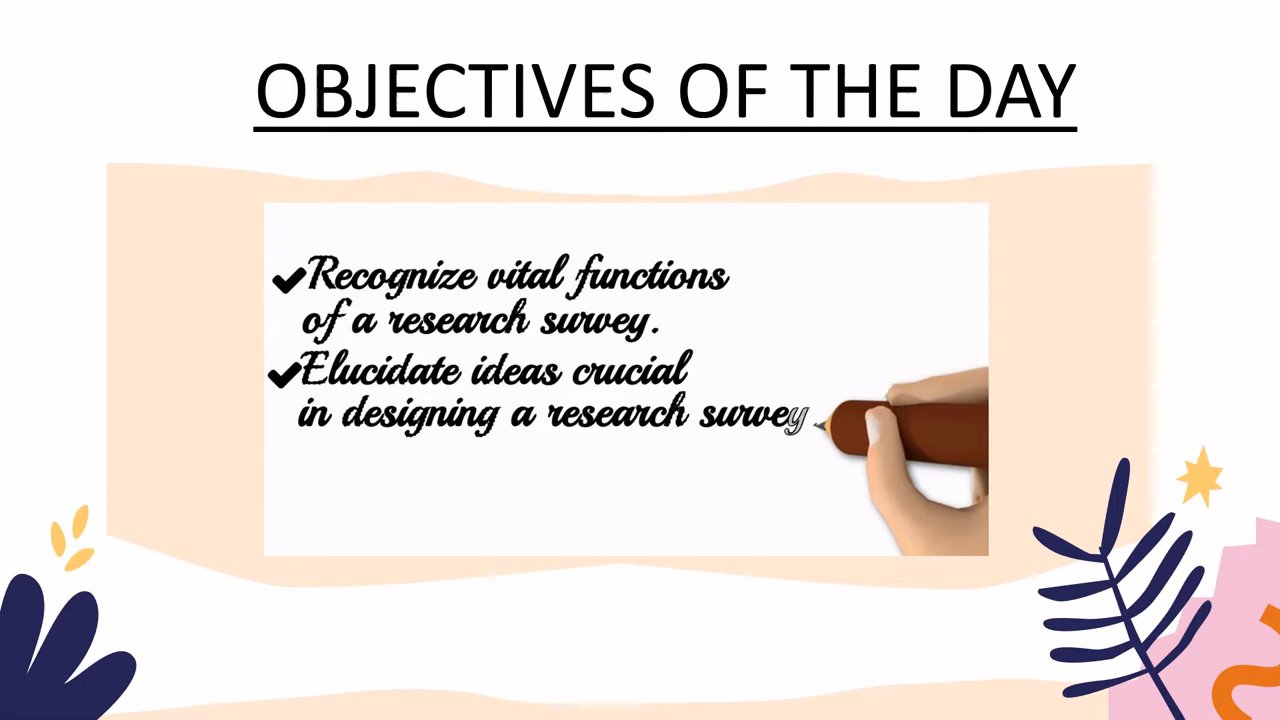 OBJECTIVES OF THE DAY
✔Recognize vital functions
of a research survey.
✔Elucidate ideas crucial
in designing a research survey